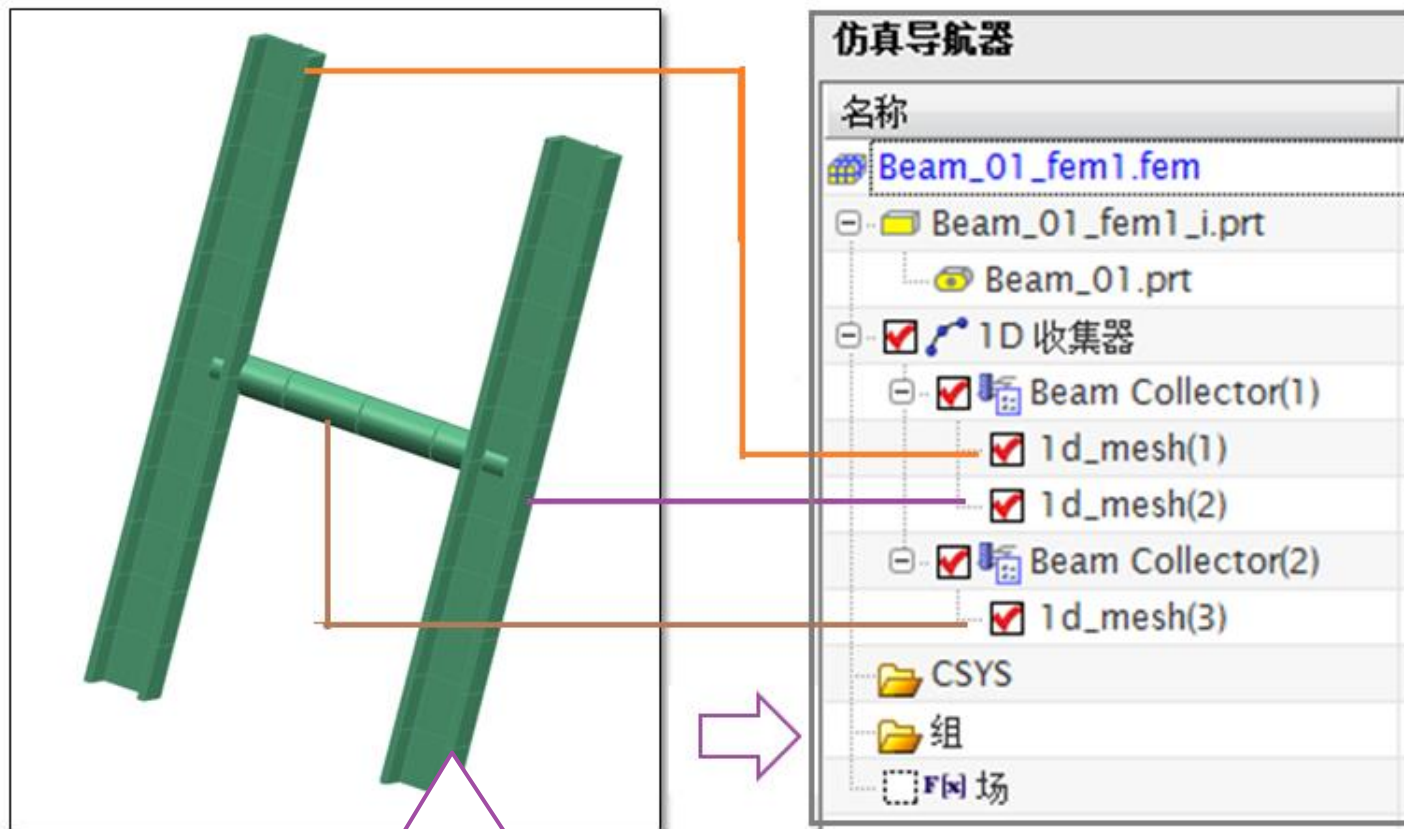 仿真导航器
名称
Beam_01_fem1.fem
Beam_01_fem1_i.prt
Beam_01.prt
1D 收集器
Beam Collector(1)
1d_mesh(1)
1d_mesh(2)
Beam Collector(2)
1d_mesh(3)
CSYS
组
F[x] 场